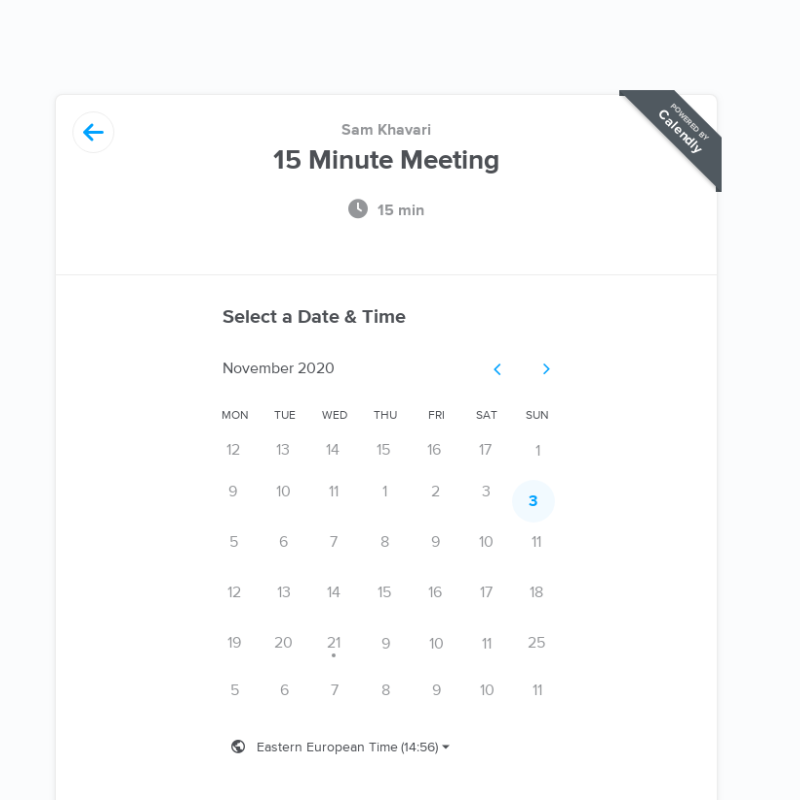 POWERED BY
Calendly
Sam Khavari
15 Minute Meeting
15 min
Select a Date & Time
November 2020
MON TUE WED THU FRI SAT SUN
12 13 14 15 16 17 1
9 10 11 1 2 3 3
5 6 7 8 9 10 11
12 13 14 15 16 17 18
19 20 21 9 10 11 25
5 6 7 8 9 10 11
Eastern European Time (14:56)